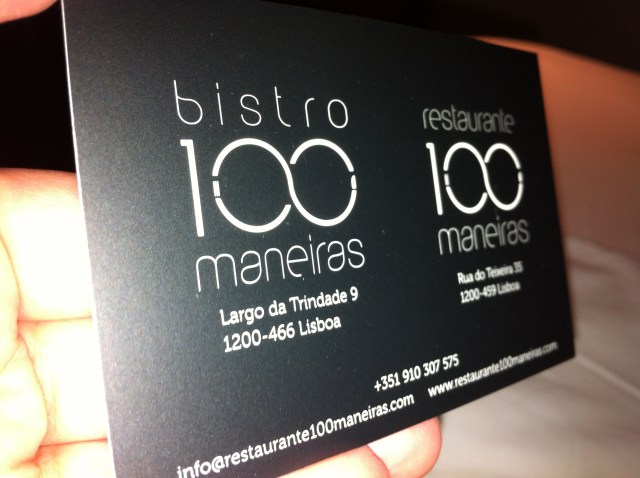 bistro
100
maneiras
Largo da Trindade 9
1200-466 Lisboa
restaurante
100
maneiras
Rua do Teixeira 35
1200-459 Lisboa
+351 910 307 575
info@restaurante100maneiras.com www.restaurante100maneiras.com